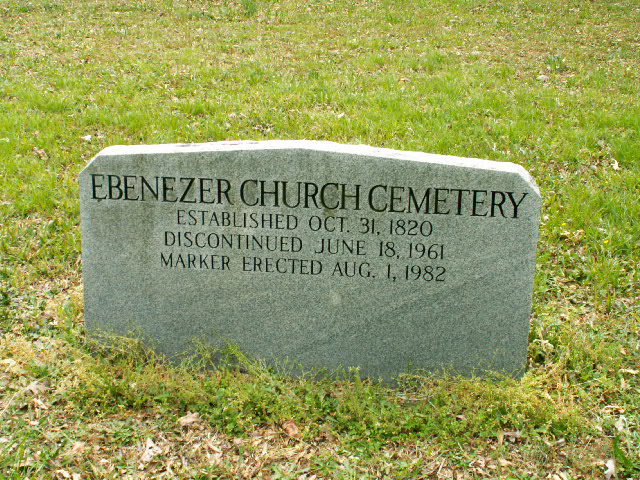 EBENEZER CHURCH CEMETERY
ESTABLISHED OCT. 31, 1820
DISCONTINUED JUNE 18, 1961
MARKER ERECTED AUG. 1, 1982